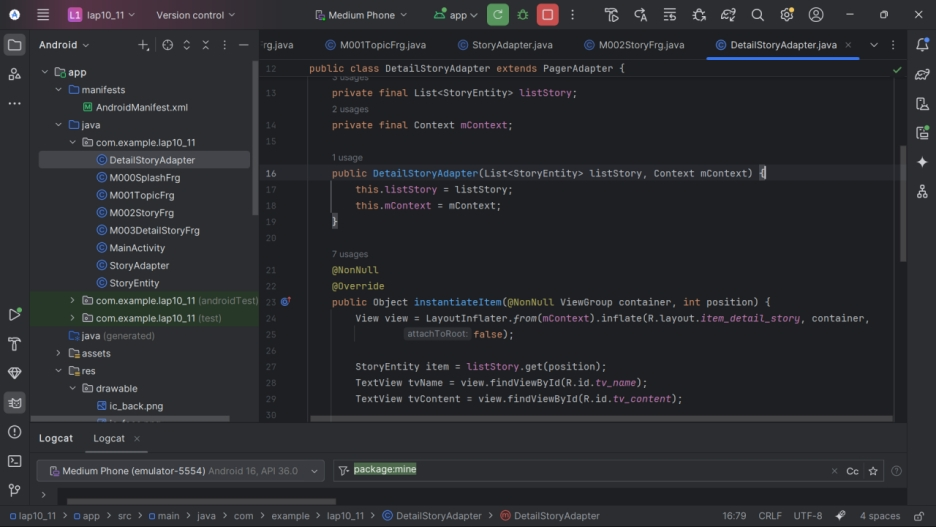 L1 lap10_11 Version control Medium Phone app
Android
rg.java M001TopicFrg.java StoryAdapter.java M002StoryFrg.java DetailStoryAdapter.java
app
manifests
AndroidManifest.xml
java
com.example.lap10_11
DetailStoryAdapter
M000SplashFrg
M001TopicFrg
M002StoryFrg
M003DetailStoryFrg
MainActivity
StoryAdapter
StoryEntity
com.example.lap10_11 (androidTest)
com.example.lap10_11 (test)
java (generated)
assets
res
drawable
ic_back.png
12 public class DetailStoryAdapter extends PagerAdapter {
3 usages
13 private final List<StoryEntity> listStory;
2 usages
14 private final Context mContext;
15
1 usage
16 public DetailStoryAdapter(List<StoryEntity> listStory, Context mContext) {
17 this.listStory = listStory;
18 this.mContext = mContext;
19 }
20
7 usages
21 @NonNull
22 @Override
23 public Object instantiateItem(@NonNull ViewGroup container, int position) {
24 View view = LayoutInflater.from(mContext).inflate(R.layout.item_detail_story, container,
25 attachToRoot: false);
26
27 StoryEntity item = listStory.get(position);
28 TextView tvName = view.findViewById(R.id.tv_name);
29 TextView tvContent = view.findViewById(R.id.tv_content);
30
Logcat Logcat
Medium Phone (emulator-5554) Android 16, API 36.0 package:mine Cc
lap10_11 > app > src > main > java > com > example > lap10_11 > DetailStoryAdapter > DetailStoryAdapter 16:79 CRLF UTF-8 4 spaces